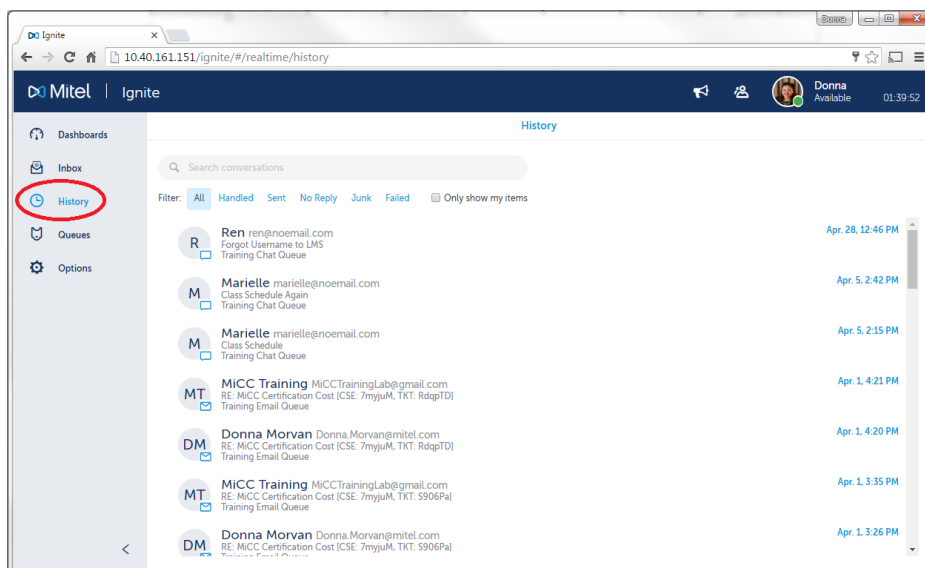 Donna
Ignite
10.40.161.151/ignite/#/realtime/history
Mitel | Ignite
Donna
Available
01:39:52
Dashboards
Inbox
History
Queues
Options
History
Search conversations
Filter: All Handled Sent No Reply Junk Failed Only show my items
R
Ren ren@noemail.com
Forgot Username to LMS
Training Chat Queue
Apr. 28, 12:46 PM
M
Marielle marielle@noemail.com
Class Schedule Again
Training Chat Queue
Apr. 5, 2:42 PM
M
Marielle marielle@noemail.com
Class Schedule
Training Chat Queue
Apr. 5, 2:15 PM
MT
MiCC Training MiCCTrainingLab@gmail.com
RE: MiCC Certification Cost [CSE: 7myjuM, TKT: RdqpTD]
Training Email Queue
Apr. 1, 4:21 PM
DM
Donna Morvan Donna.Morvan@mitel.com
RE: MiCC Certification Cost [CSE: 7myjuM, TKT: RdqpTD]
Training Email Queue
Apr. 1, 4:20 PM
MT
MiCC Training MiCCTrainingLab@gmail.com
RE: MiCC Certification Cost [CSE: 7myjuM, TKT: S906Pa]
Training Email Queue
Apr. 1, 3:35 PM
DM
Donna Morvan Donna.Morvan@mitel.com
RE: MiCC Certification Cost [CSE: 7myjuM, TKT: S906Pa]
Training Email Queue
Apr. 1, 3:26 PM